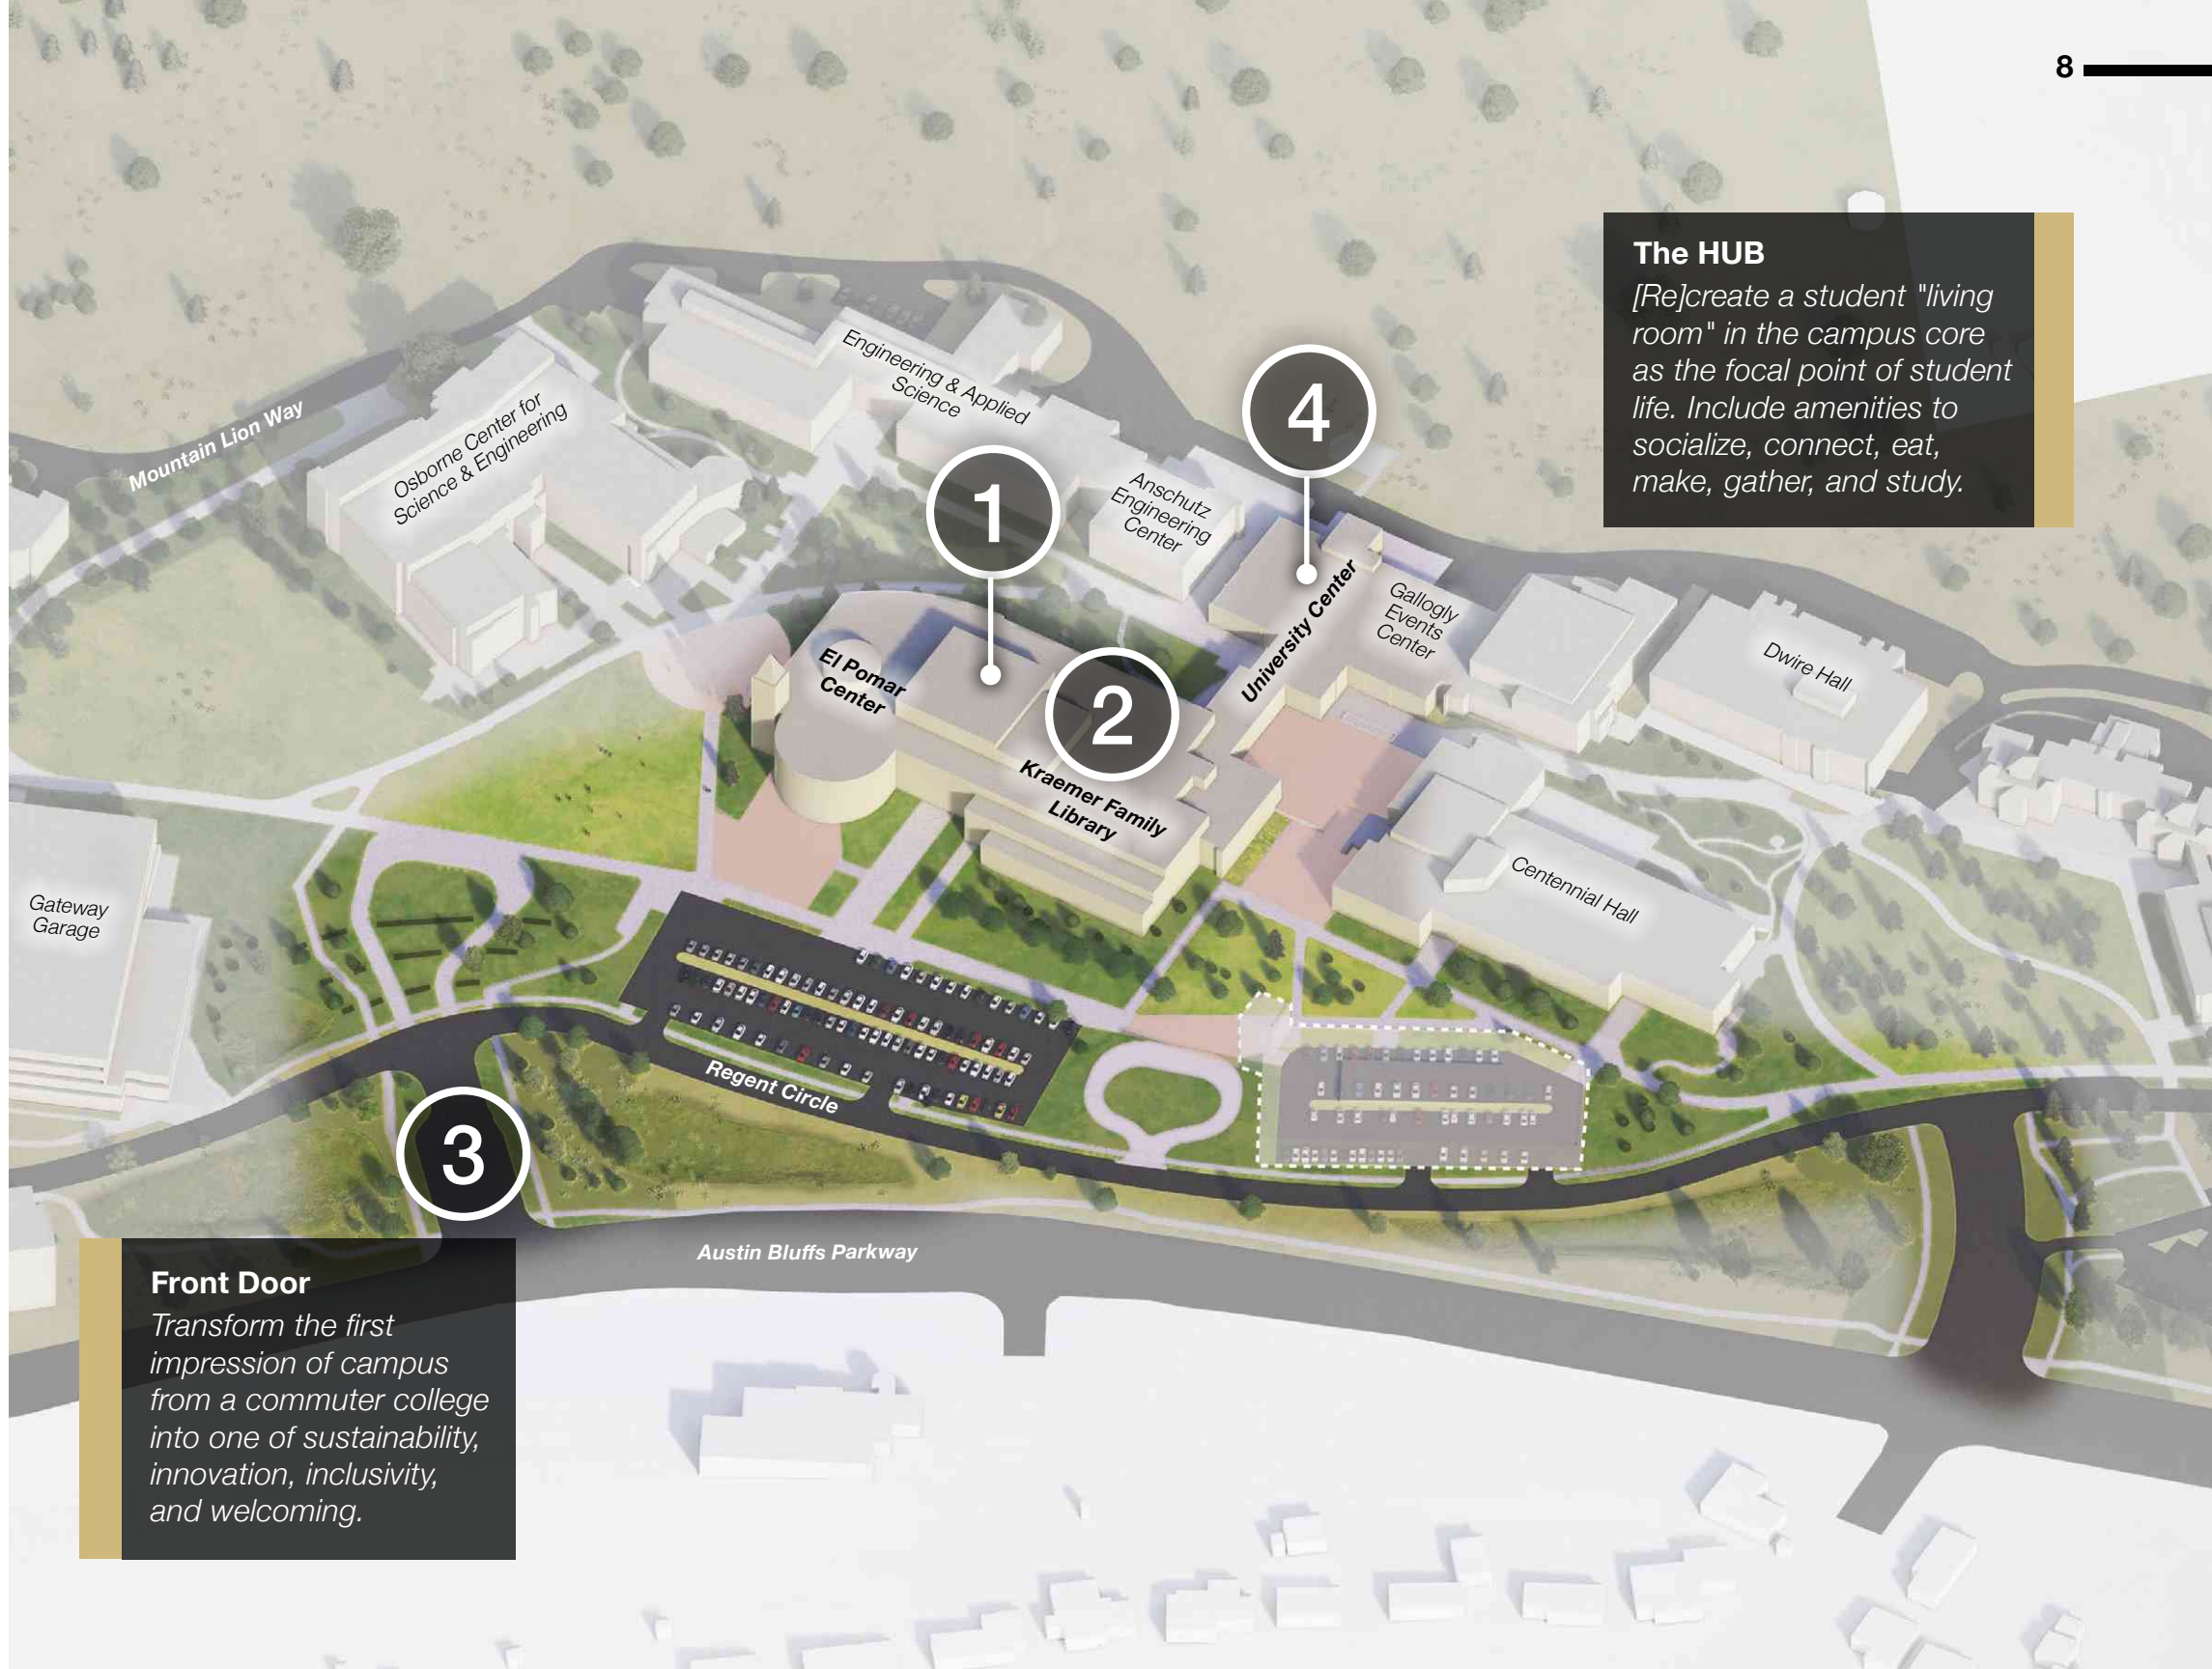 8
The HUB
[Re]create a student "living
room" in the campus core
as the focal point of student
life. Include amenities to
socialize, connect, eat,
make, gather, and study.
Engineering & Applied
Science
4
Mountain Lion Way
Osborne Center for
Science & Engineering
1
Anschutz
Engineering
Center
University Center
Gallogly
Events
Center
Dwire Hall
El Pomar
Center
2
Kraemer Family
Library
Centennial Hall
Gateway
Garage
Regent Circle
3
Austin Bluffs Parkway
Front Door
Transform the first
impression of campus
from a commuter college
into one of sustainability,
innovation, inclusivity,
and welcoming.